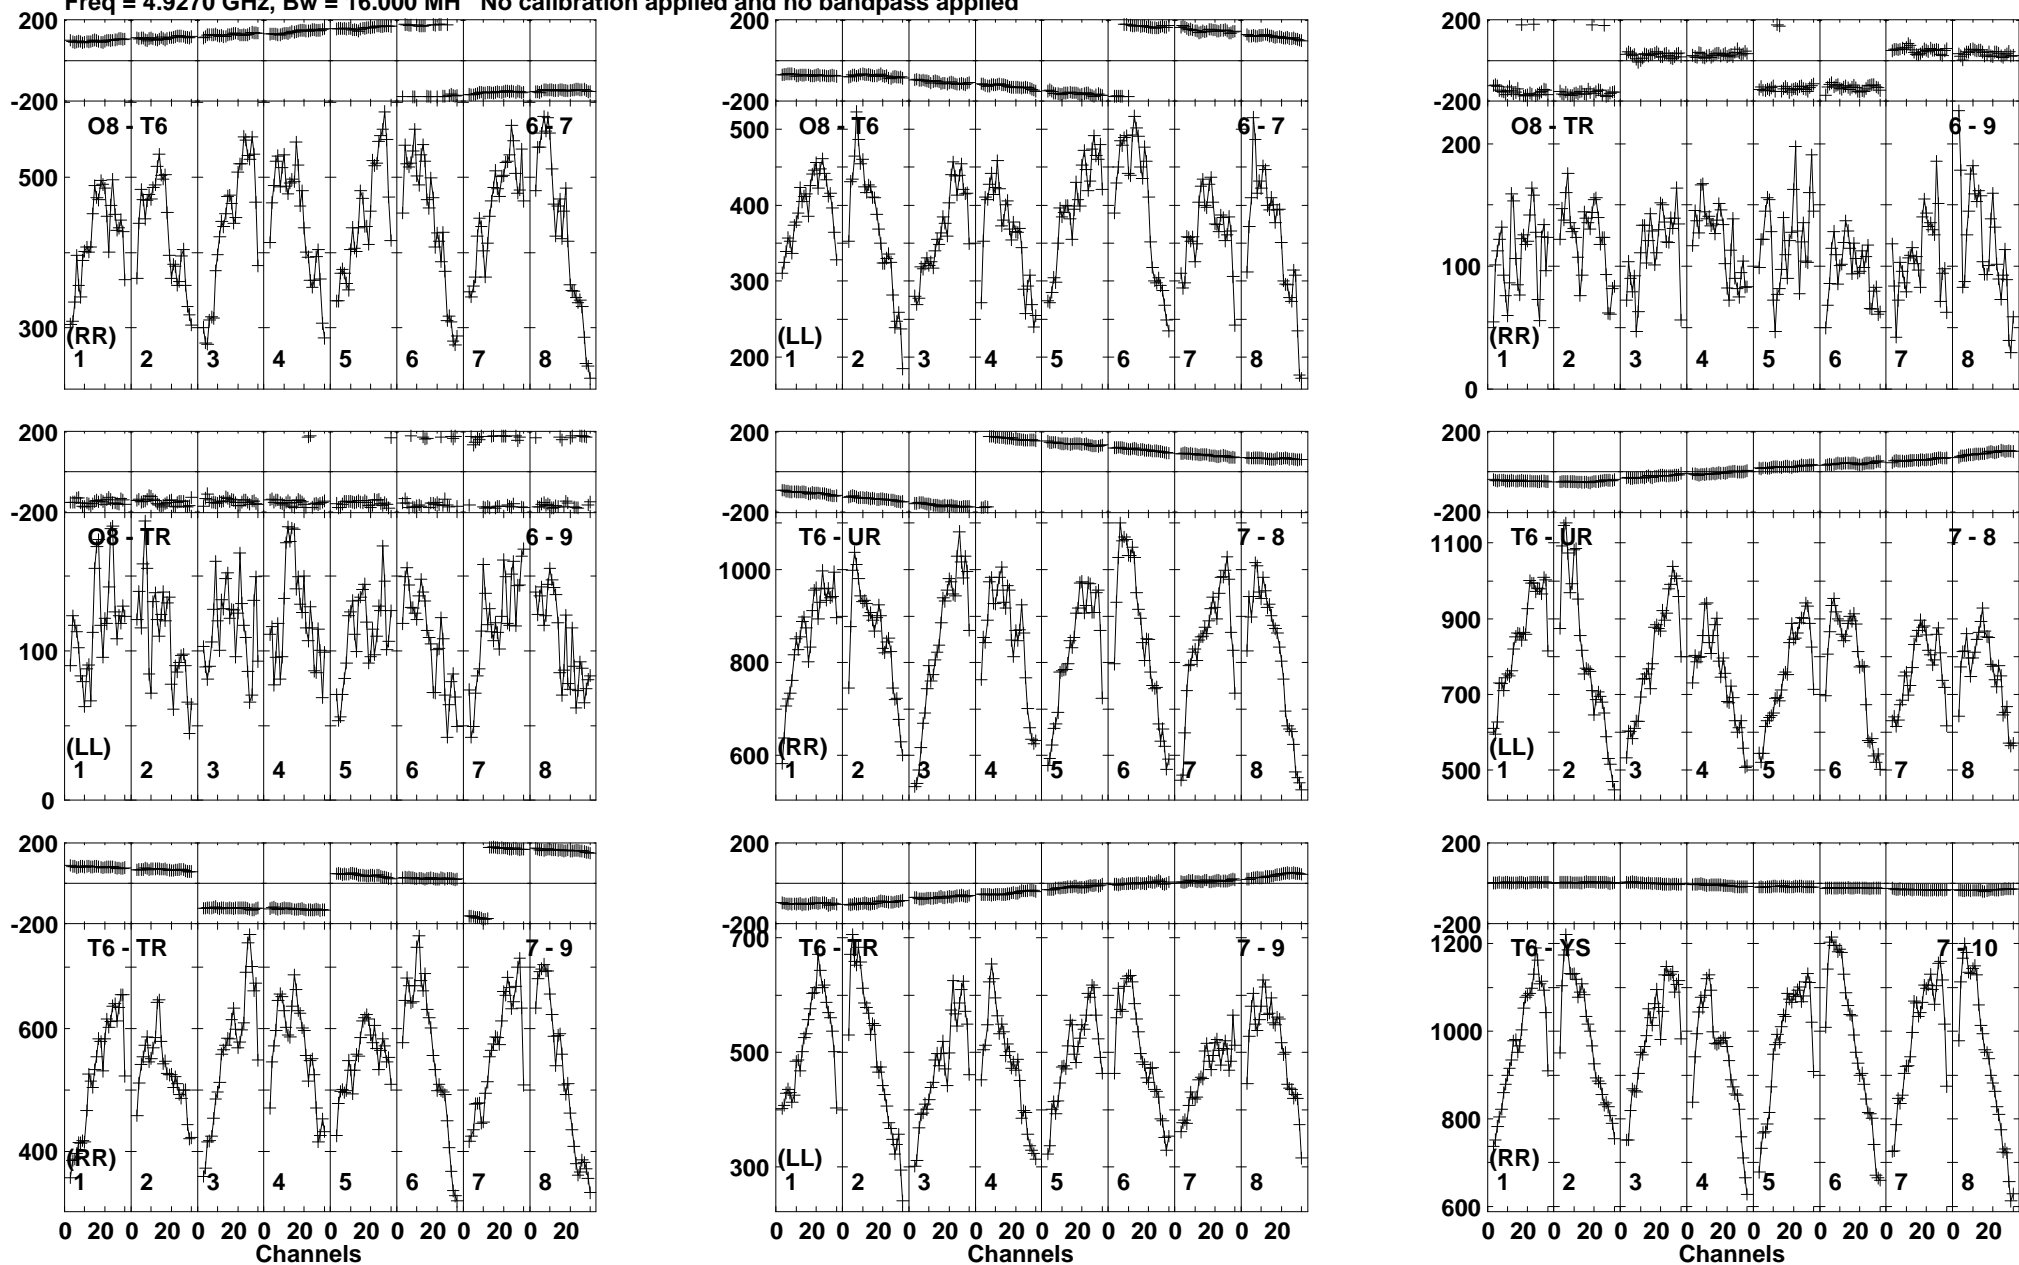 Freq = 4.9270 GHz, Bw = 16.000 MH No calibration applied and no bandpass applied
200
-200
O8 - T6
6 - 7
500
300
(RR)
1 2 3 4 5 6 7 8
200
-200
O8 - T6
6 - 7
500
400
300
200
(LL)
1 2 3 4 5 6 7 8
200
-200
O8 - TR
6 - 9
200
100
0
(RR)
1 2 3 4 5 6 7 8
200
-200
O8 - TR
6 - 9
100
0
(LL)
1 2 3 4 5 6 7 8
200
-200
T6 - UR
7 - 8
1000
800
600
(RR)
1 2 3 4 5 6 7 8
200
-200
T6 - UR
7 - 8
1100
900
700
500
(LL)
1 2 3 4 5 6 7 8
200
-200
T6 - TR
7 - 9
600
400
(RR)
1 2 3 4 5 6 7 8
0 20 0 20 0 20 0 20 0 20 0 20 0 20 0 20
Channels
200
-200
700
T6 - TR
7 - 9
500
300
(LL)
1 2 3 4 5 6 7 8
0 20 0 20 0 20 0 20 0 20 0 20 0 20 0 20
Channels
200
-200
T6 - YS
7 - 10
1200
1000
800
600
(RR)
1 2 3 4 5 6 7 8
0 20 0 20 0 20 0 20 0 20 0 20 0 20 0 20
Channels